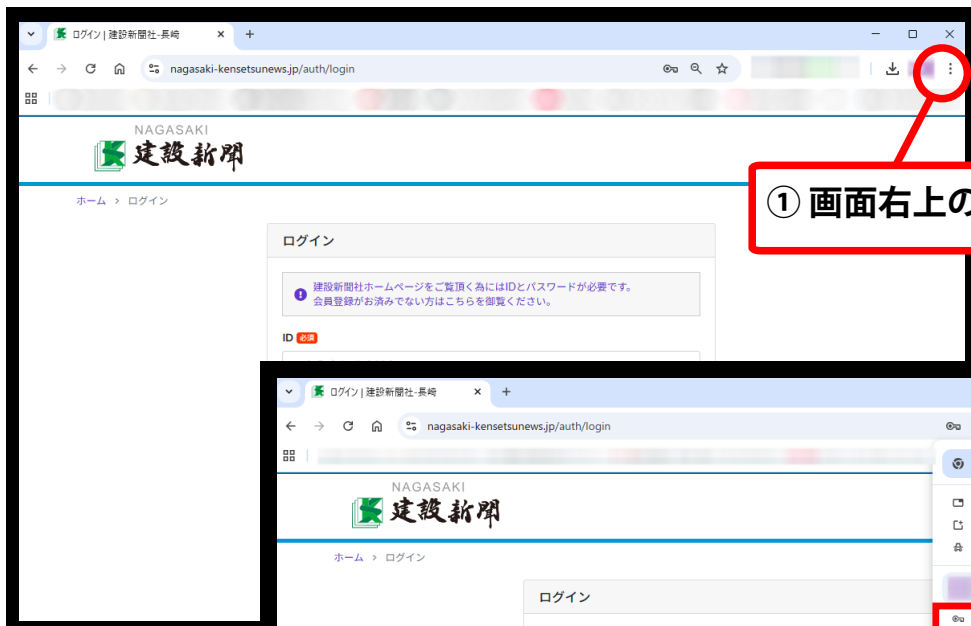 ログイン | 建設新聞社-長崎
nagasaki-kensetsunews.jp/auth/login
NAGASAKI
建設新聞
ホーム > ログイン
① 画面右上の
ログイン
建設新聞社ホームページをご覧頂く為にはIDとパスワードが必要です。
会員登録がお済みでない方はこちらを御覧ください。
ID 必須
ログイン | 建設新聞社-長崎
nagasaki-kensetsunews.jp/auth/login
NAGASAKI
建設新聞
ホーム > ログイン
ログイン